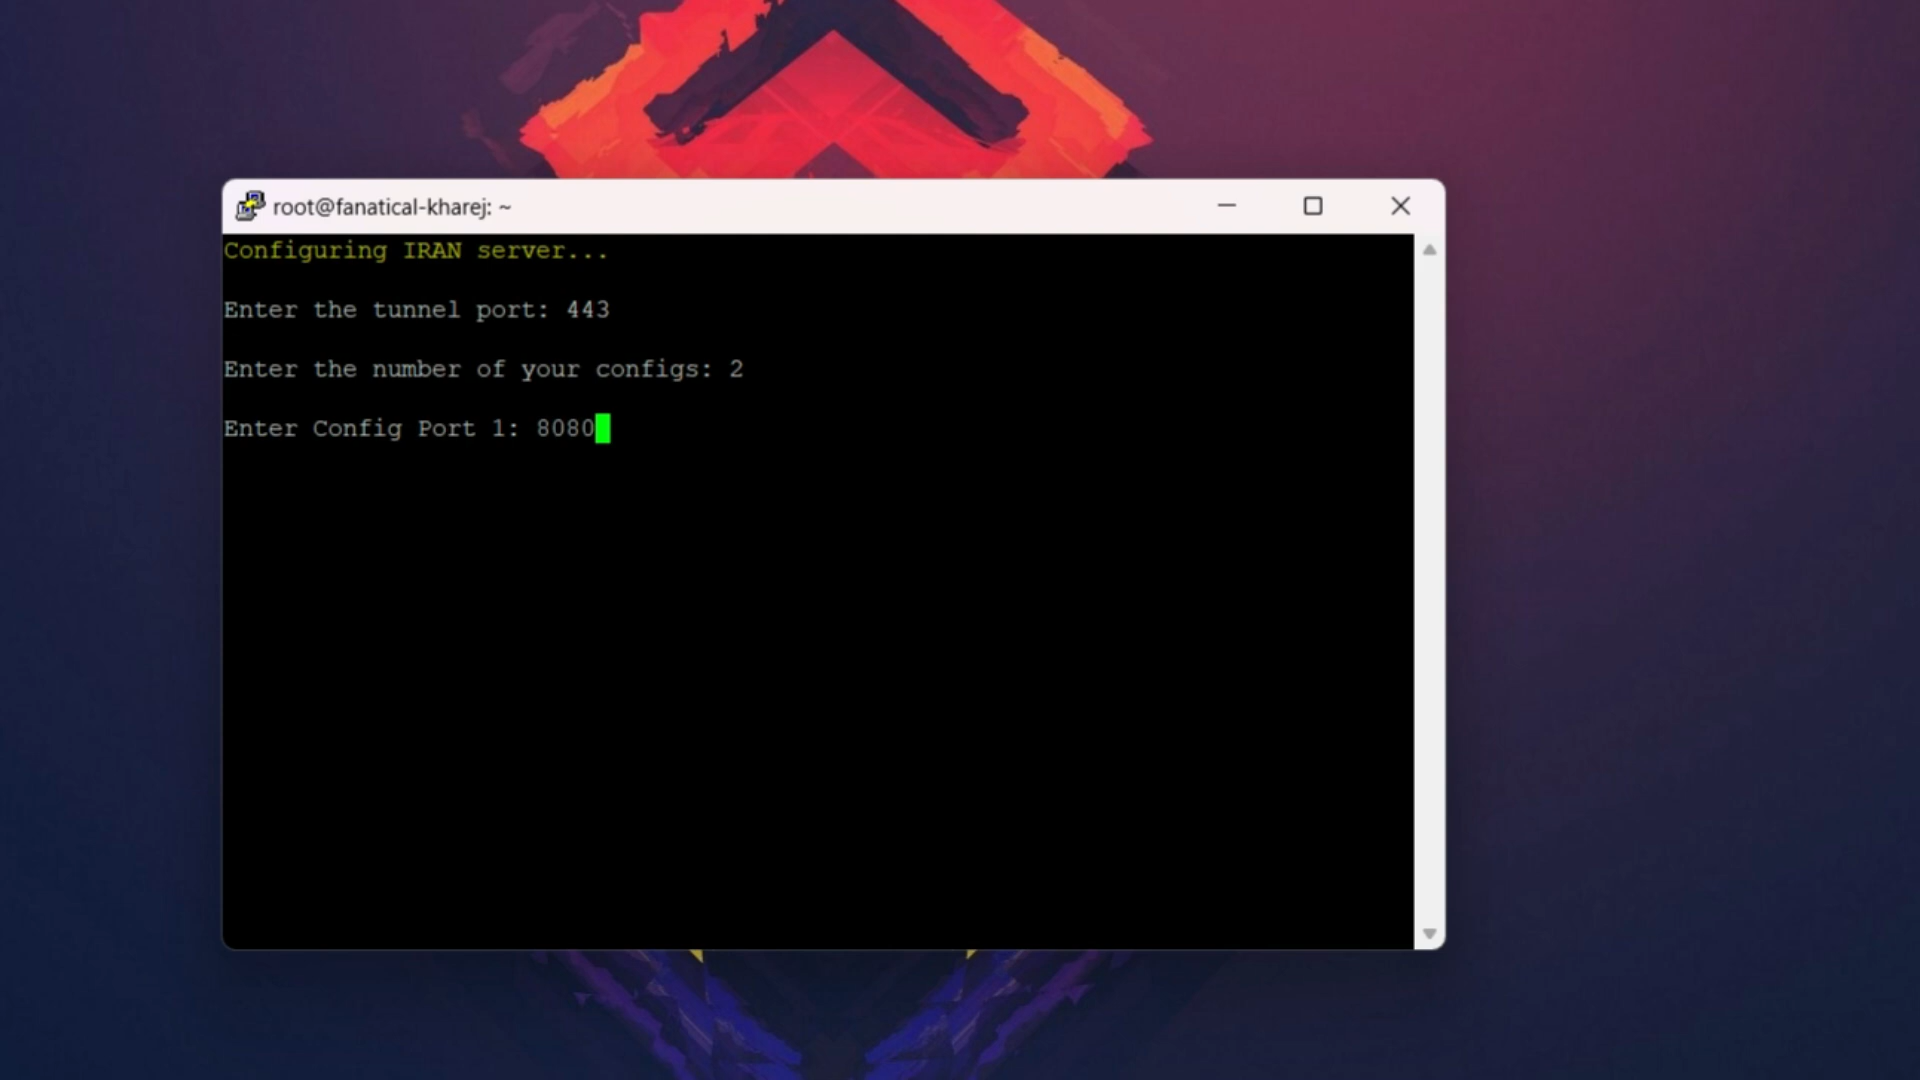 root@fanatical-kharej: ~
Configuring IRAN server...
Enter the tunnel port: 443
Enter the number of your configs: 2
Enter Config Port 1: 8080